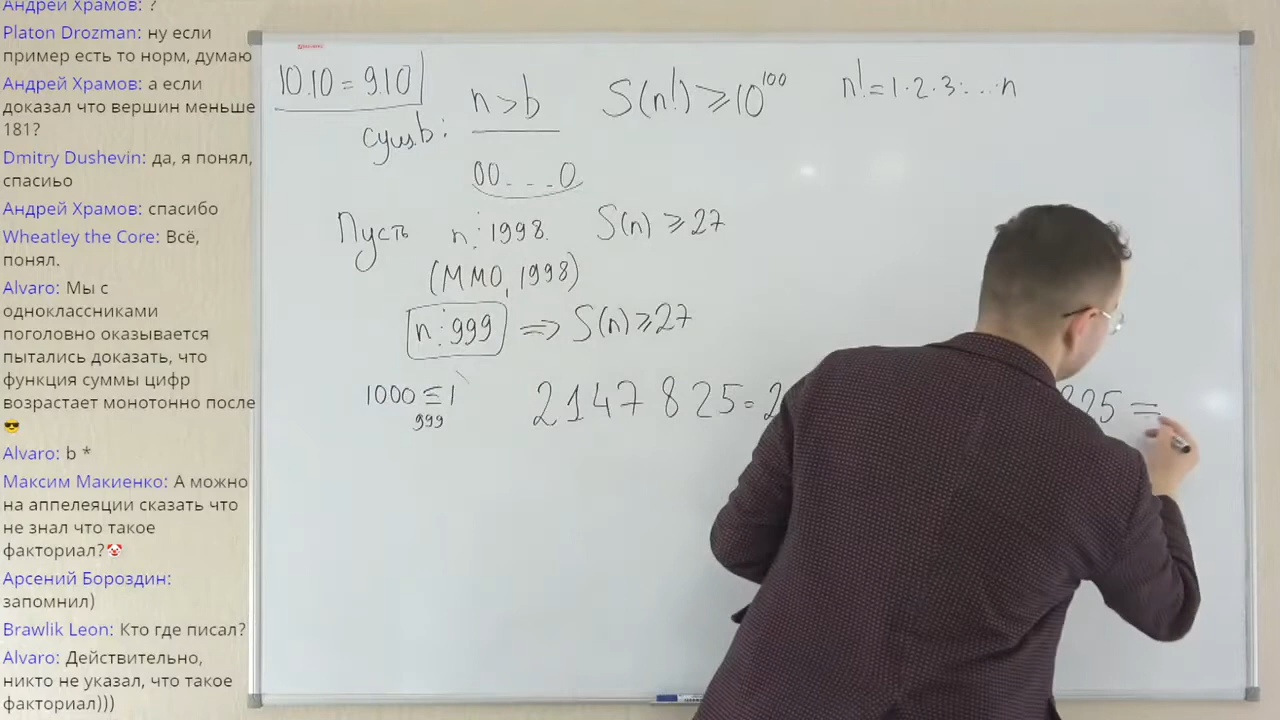 Андрей Храмов: ?
Platon Drozman: ну если
пример есть то норм, думаю
Андрей Храмов: а если
доказал что вершин меньше
181?
Dmitry Dushevin: да, я понял,
спасиьо
Андрей Храмов: спасибо
Wheatley the Core: Всё,
понял.
Alvaro: Мы с
одноклассниками
поголовно оказывается
пытались доказать, что
функция суммы цифр
возрастает монотонно после
😎
Alvaro: b *
Максим Макиенко: А можно
на аппелеяции сказать что
не знал что такое
факториал?🤡
Арсений Бороздин:
запомнил)
Brawlik Leon: Кто где писал?
Alvaro: Действительно,
никто не указал, что такое
факториал)))
10.10 = 9.10
n > b S(n!) ⩾ 10¹⁰⁰ n! = 1·2·3·...·n
сущ. b:
00...0
Пусть n⋮1998. S(n) ⩾ 27
(ММО, 1998)
n⋮999 => S(n) ⩾ 27
1000 ≡ 1
999
2147825 = 2
825 =